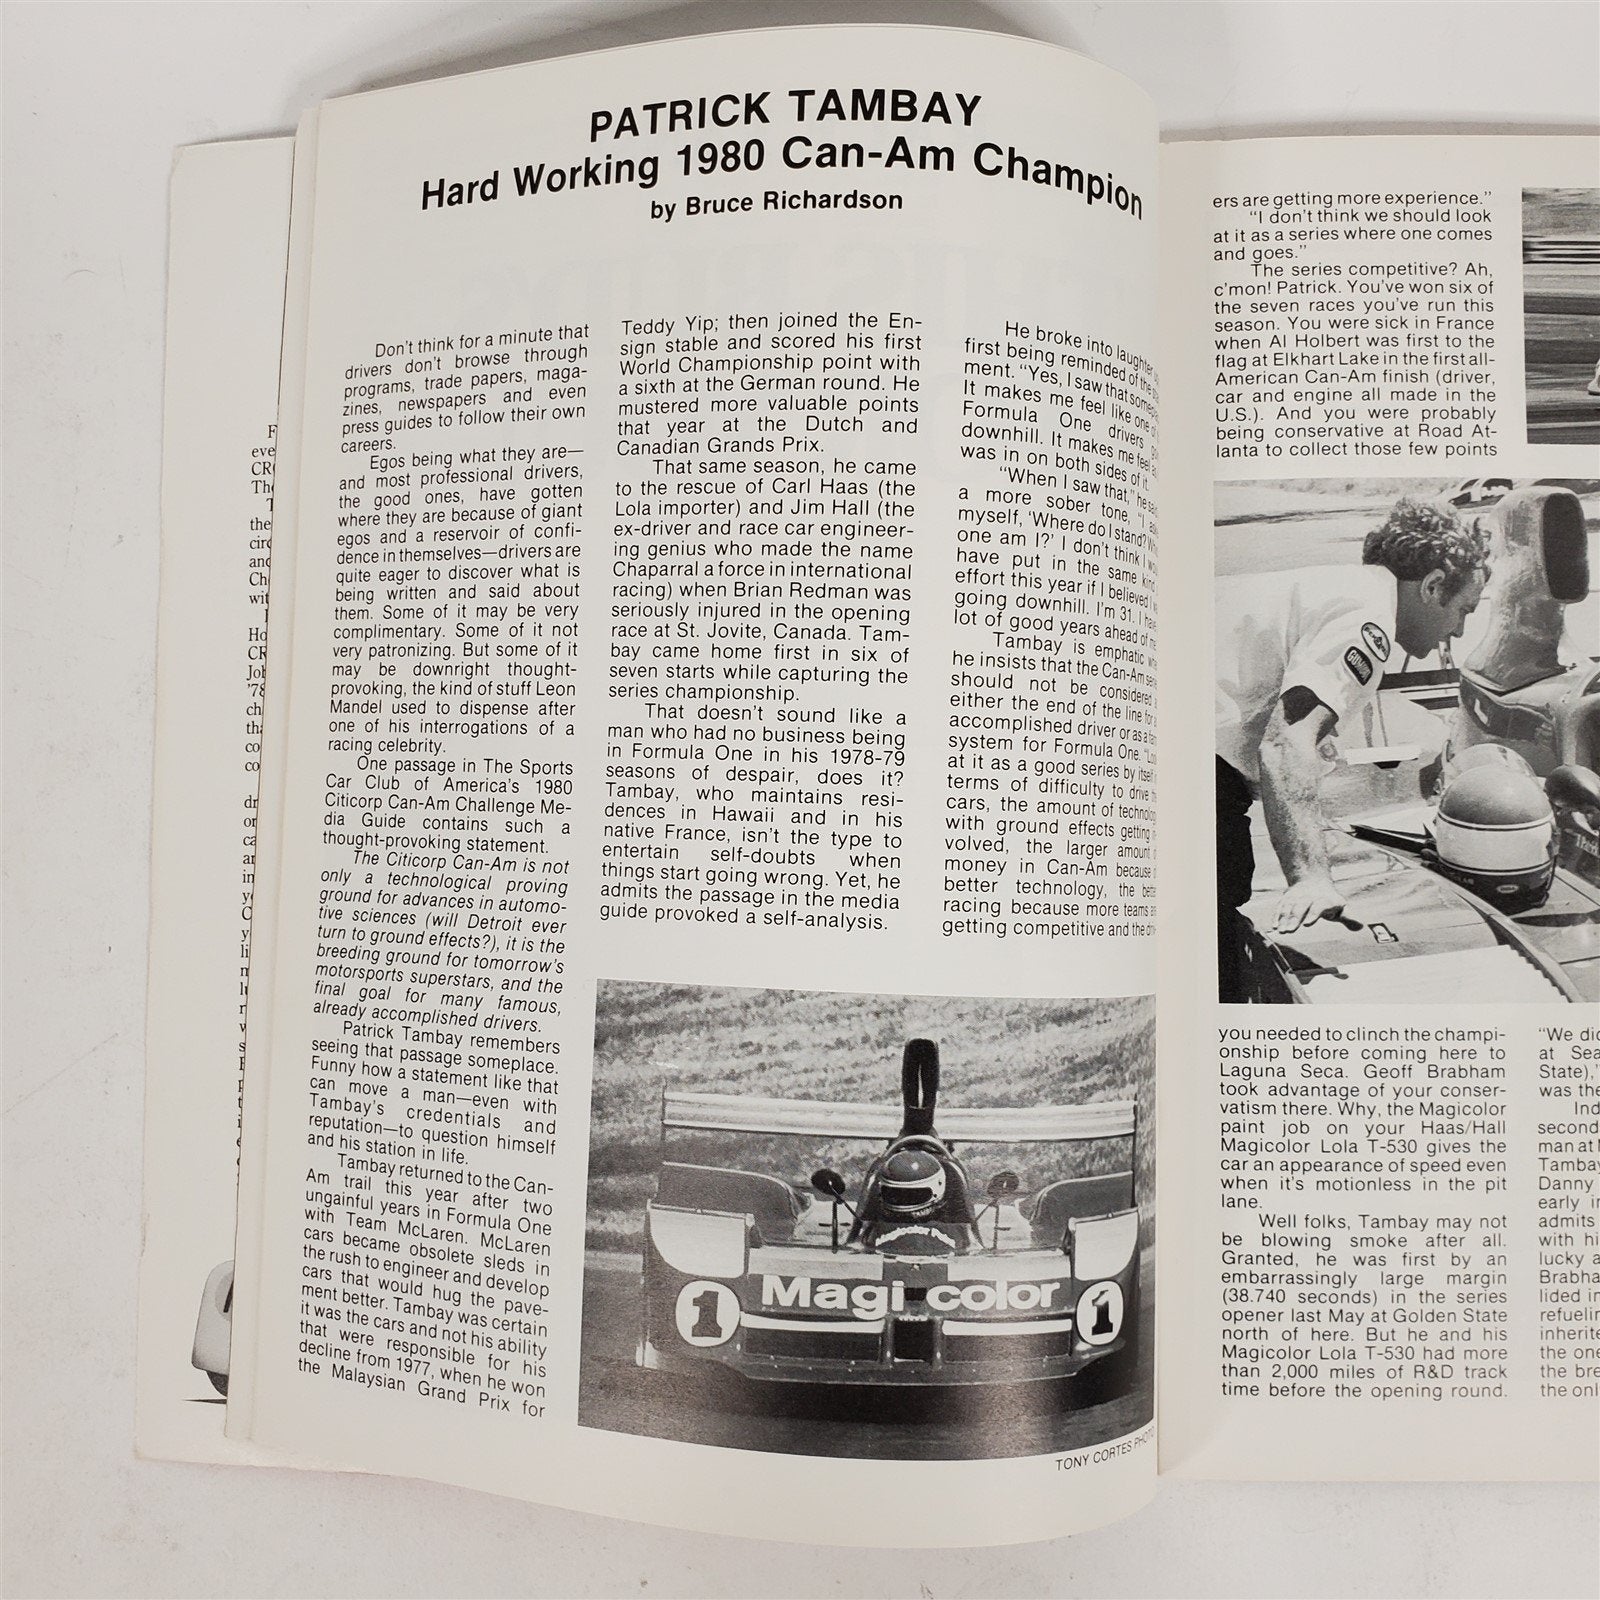 PATRICK TAMBAY
Hard Working 1980 Can-Am Champion
by Bruce Richardson
Don't think for a minute that
drivers don't browse through
programs, trade papers, maga-
zines, newspapers and even
press guides to follow their own
careers.
Egos being what they are—
and most professional drivers,
the good ones, have gotten
where they are because of giant
egos and a reservoir of confi-
dence in themselves—drivers are
quite eager to discover what is
being written and said about
them. Some of it may be very
complimentary. Some of it not
very patronizing. But some of it
may be downright thought-
provoking, the kind of stuff Leon
Mandel used to dispense after
one of his interrogations of a
racing celebrity.
One passage in The Sports
Car Club of America's 1980
Citicorp Can-Am Challenge Me-
dia Guide contains such a
thought-provoking statement.
The Citicorp Can-Am is not
only a technological proving
ground for advances in automo-
tive sciences (will Detroit ever
turn to ground effects?), it is the
breeding ground for tomorrow's
motorsports superstars, and the
final goal for many famous,
already accomplished drivers.
Patrick Tambay remembers
seeing that passage someplace.
Funny how a statement like that
can move a man—even with
Tambay's credentials and
reputation—to question himself
and his station in life.
Tambay returned to the Can-
Am trail this year after two
ungainful years in Formula One
with Team McLaren. McLaren
cars became obsolete sleds in
the rush to engineer and develop
cars that would hug the pave-
ment better. Tambay was certain
it was the cars and not his ability
that were responsible for his
decline from 1977, when he won
the Malaysian Grand Prix for
Teddy Yip; then joined the En-
sign stable and scored his first
World Championship point with
a sixth at the German round. He
mustered more valuable points
that year at the Dutch and
Canadian Grands Prix.
That same season, he came
to the rescue of Carl Haas (the
Lola importer) and Jim Hall (the
ex-driver and race car engineer-
ing genius who made the name
Chaparral a force in international
racing) when Brian Redman was
seriously injured in the opening
race at St. Jovite, Canada. Tam-
bay came home first in six of
seven starts while capturing the
series championship.
That doesn't sound like a
man who had no business being
in Formula One in his 1978-79
seasons of despair, does it?
Tambay, who maintains resi-
dences in Hawaii and in his
native France, isn't the type to
entertain self-doubts when
things start going wrong. Yet, he
admits the passage in the media
guide provoked a self-analysis.
He broke into laughter
first being reminded of the
ment. "Yes, I saw that
It makes me feel like one
Formula One drivers
downhill. It makes me feel
was in on both sides of it.
"When I saw that," he
a more sober tone, "I
myself, 'Where do I stand?
one am I?' I don't think I
have put in the same kind
effort this year if I believed I
going downhill. I'm 31. I have
lot of good years ahead of
Tambay is emphatic
he insists that the Can-Am
should not be considered
either the end of the line for
accomplished driver or as a
system for Formula One.
at it as a good series by itself
terms of difficulty to drive
cars, the amount of
with ground effects getting
volved, the larger amount
money in Can-Am because
better technology, the
racing because more teams
getting competitive and the
Magicolor
1
1
TONY CORTES PHOTO
ers are getting more experience."
"I don't think we should look
at it as a series where one comes
and goes."
The series competitive? Ah,
c'mon! Patrick. You've won six of
the seven races you've run this
season. You were sick in France
when Al Holbert was first to the
flag at Elkhart Lake in the first all-
American Can-Am finish (driver,
car and engine all made in the
U.S.). And you were probably
being conservative at Road At-
lanta to collect those few points
you needed to clinch the champi-
onship before coming here to
Laguna Seca. Geoff Brabham
took advantage of your conser-
vatism there. Why, the Magicolor
paint job on your Haas/Hall
Magicolor Lola T-530 gives the
car an appearance of speed even
when it's motionless in the pit
lane.
Well folks, Tambay may not
be blowing smoke after all.
Granted, he was first by an
embarrassingly large margin
(38.740 seconds) in the series
opener last May at Golden State
north of here. But he and his
Magicolor Lola T-530 had more
than 2,000 miles of R&D track
time before the opening round.
"We
at
State),"
was the
second
man at
Tambay
Danny
early
admits
with
lucky
the
the